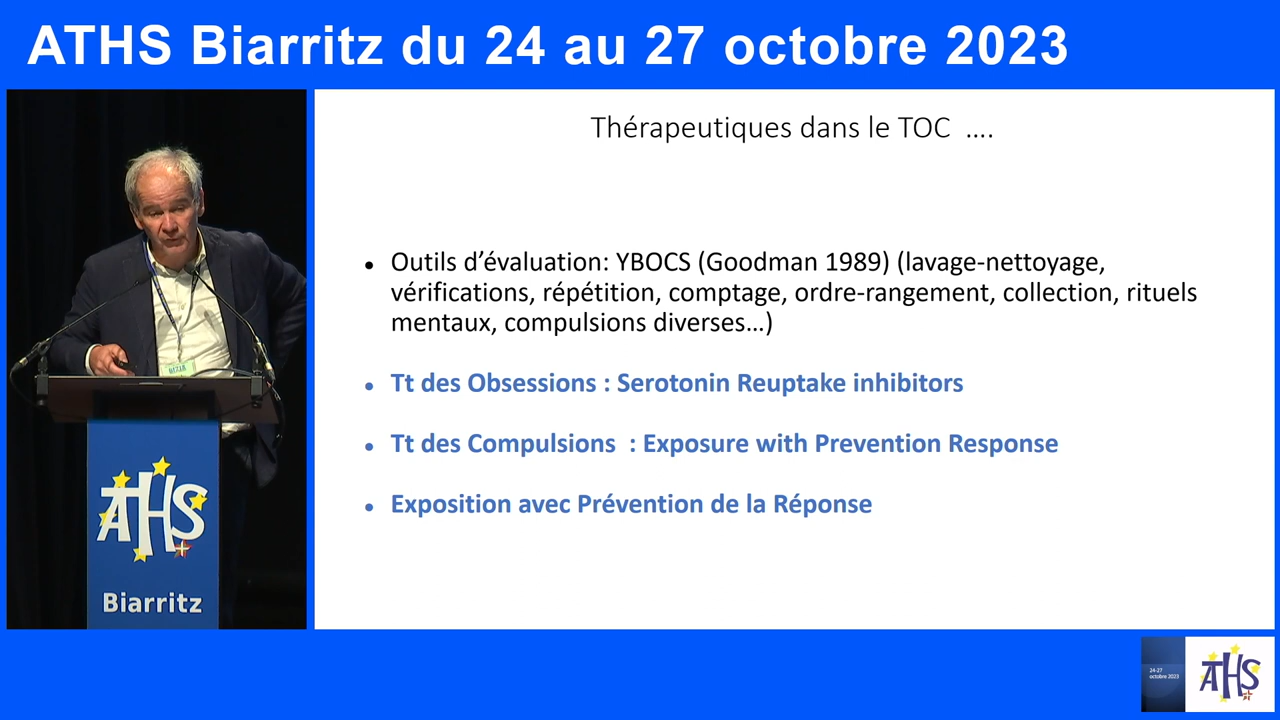 ATHS Biarritz du 24 au 27 octobre 2023
Thérapeutiques dans le TOC ....
• Outils d’évaluation: YBOCS (Goodman 1989) (lavage-nettoyage,
vérifications, répétition, comptage, ordre-rangement, collection, rituels
mentaux, compulsions diverses…)
• Tt des Obsessions : Serotonin Reuptake inhibitors
• Tt des Compulsions : Exposure with Prevention Response
• Exposition avec Prévention de la Réponse
ATHS
Biarritz
24-27
octobre 2023
ATHS